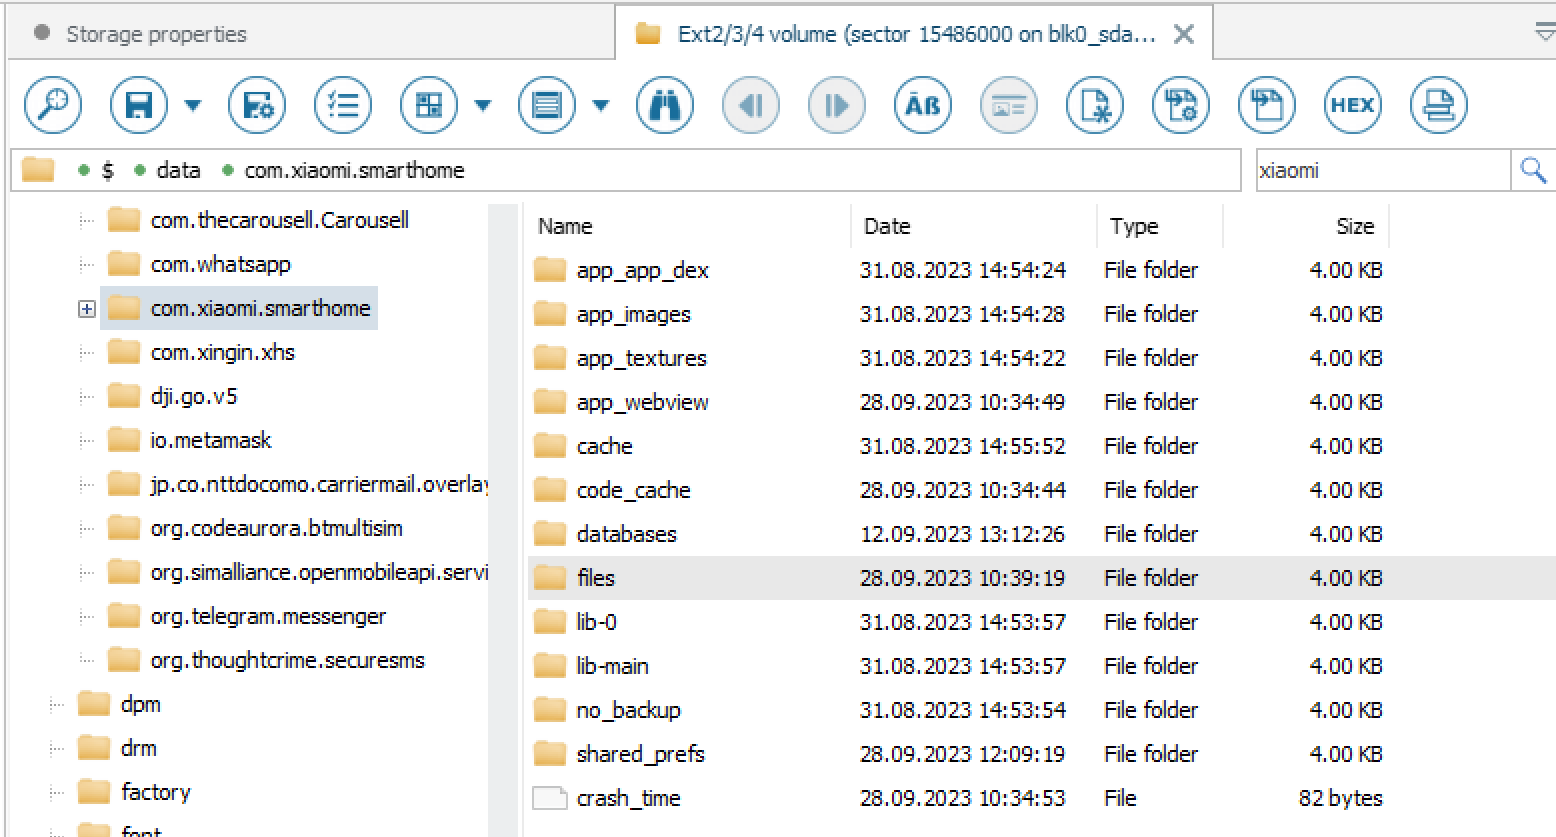 Storage properties
Ext2/3/4 volume (sector 15486000 on blk0_sda...
Āß
HEX
$ data com.xiaomi.smarthome
xiaomi
com.thecarousell.Carousell
com.whatsapp
com.xiaomi.smarthome
com.xingin.xhs
dji.go.v5
io.metamask
jp.co.nttdocomo.carriermail.overlay
org.codeaurora.btmultisim
org.simalliance.openmobileapi.servi
org.telegram.messenger
org.thoughtcrime.securesms
dpm
drm
factory
font
Name Date Type Size
app_app_dex 31.08.2023 14:54:24 File folder 4.00 KB
app_images 31.08.2023 14:54:28 File folder 4.00 KB
app_textures 31.08.2023 14:54:22 File folder 4.00 KB
app_webview 28.09.2023 10:34:49 File folder 4.00 KB
cache 31.08.2023 14:55:52 File folder 4.00 KB
code_cache 28.09.2023 10:34:44 File folder 4.00 KB
databases 12.09.2023 13:12:26 File folder 4.00 KB
files 28.09.2023 10:39:19 File folder 4.00 KB
lib-0 31.08.2023 14:53:57 File folder 4.00 KB
lib-main 31.08.2023 14:53:57 File folder 4.00 KB
no_backup 31.08.2023 14:53:54 File folder 4.00 KB
shared_prefs 28.09.2023 12:09:19 File folder 4.00 KB
crash_time 28.09.2023 10:34:53 File 82 bytes